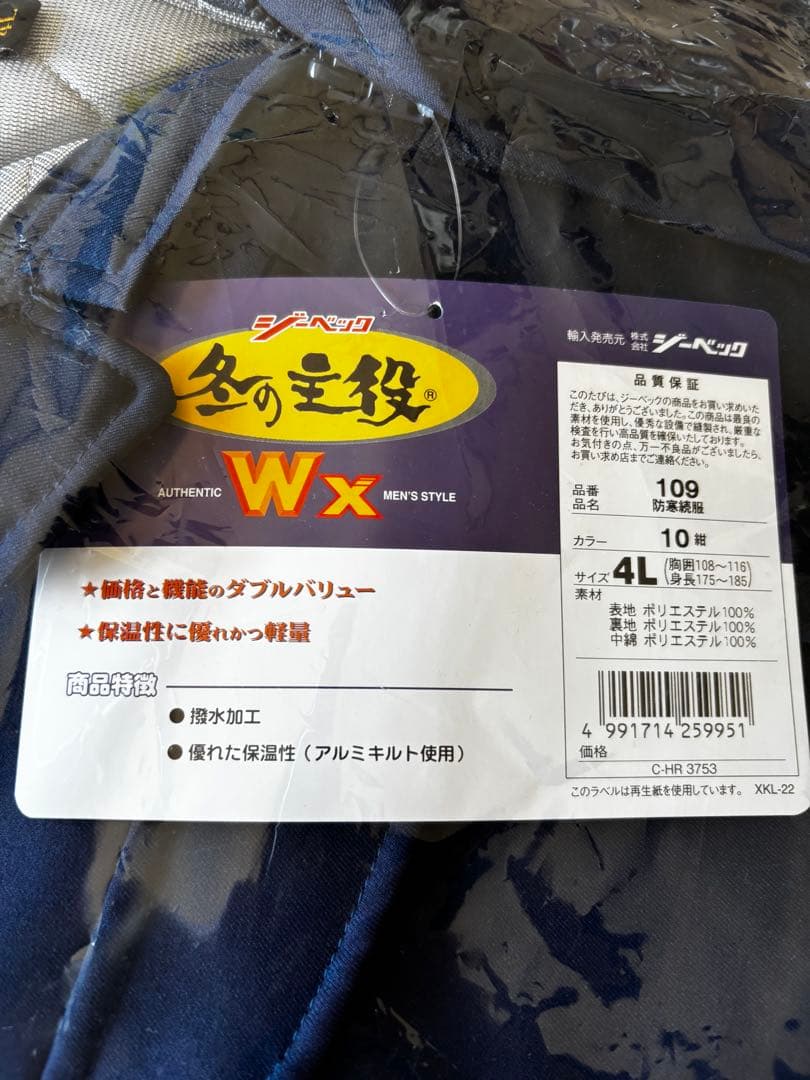 ジーベック
冬の主役®
AUTHENTIC WX MEN'S STYLE
★価格と機能のダブルバリュー
★保温性に優れかつ軽量
商品特徴
●撥水加工
●優れた保温性(アルミキルト使用)
輸入発売元 株式会社 ジーベック
品質保証
このたびは、ジーベックの商品をお買い求めいた
だき、ありがとうございました。この商品は最良の
素材を使用し、優秀な設備で縫製され、厳重な
検査を行い高品質を確保いたしております。
お気付きの点、万一不良品がございましたら、
お買い求め店までご連絡ください。
品番 109
品名 防寒続服
カラー 10 紺
サイズ 4L (胸囲108〜116)
(身長175〜185)
素材
表地 ポリエステル100%
裏地 ポリエステル100%
中綿 ポリエステル100%
4 991714 259951
価格
C-HR 3753
このラベルは再生紙を使用しています。 XKL-22